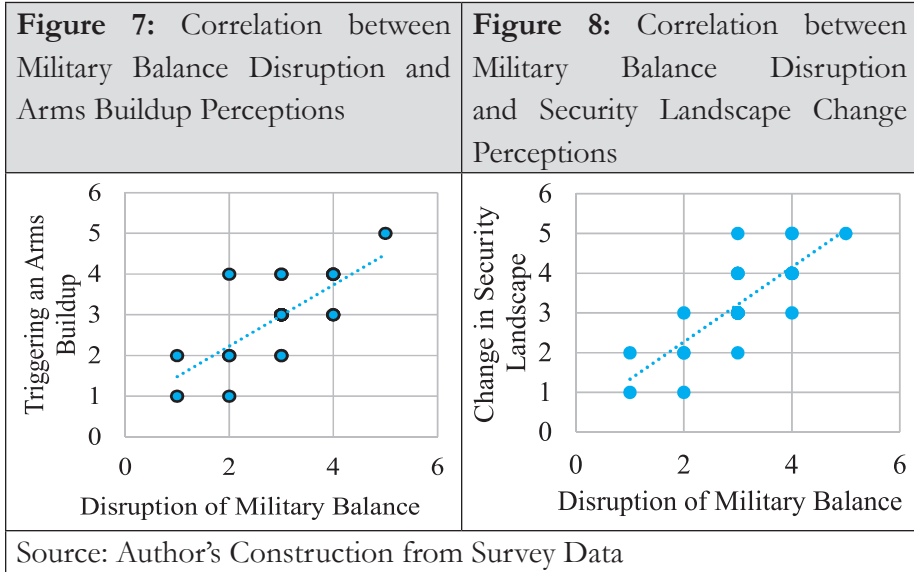 Figure 7: Correlation between
Military Balance Disruption and
Arms Buildup Perceptions
Figure 8: Correlation between
Military Balance Disruption
and Security Landscape Change
Perceptions
Triggering an Arms
Buildup
6
5
4
3
2
1
0
0 2 4 6
Disruption of Military Balance
Change in Security
Landscape
6
5
4
3
2
1
0
0 2 4 6
Disruption of Military Balance
Source: Author's Construction from Survey Data